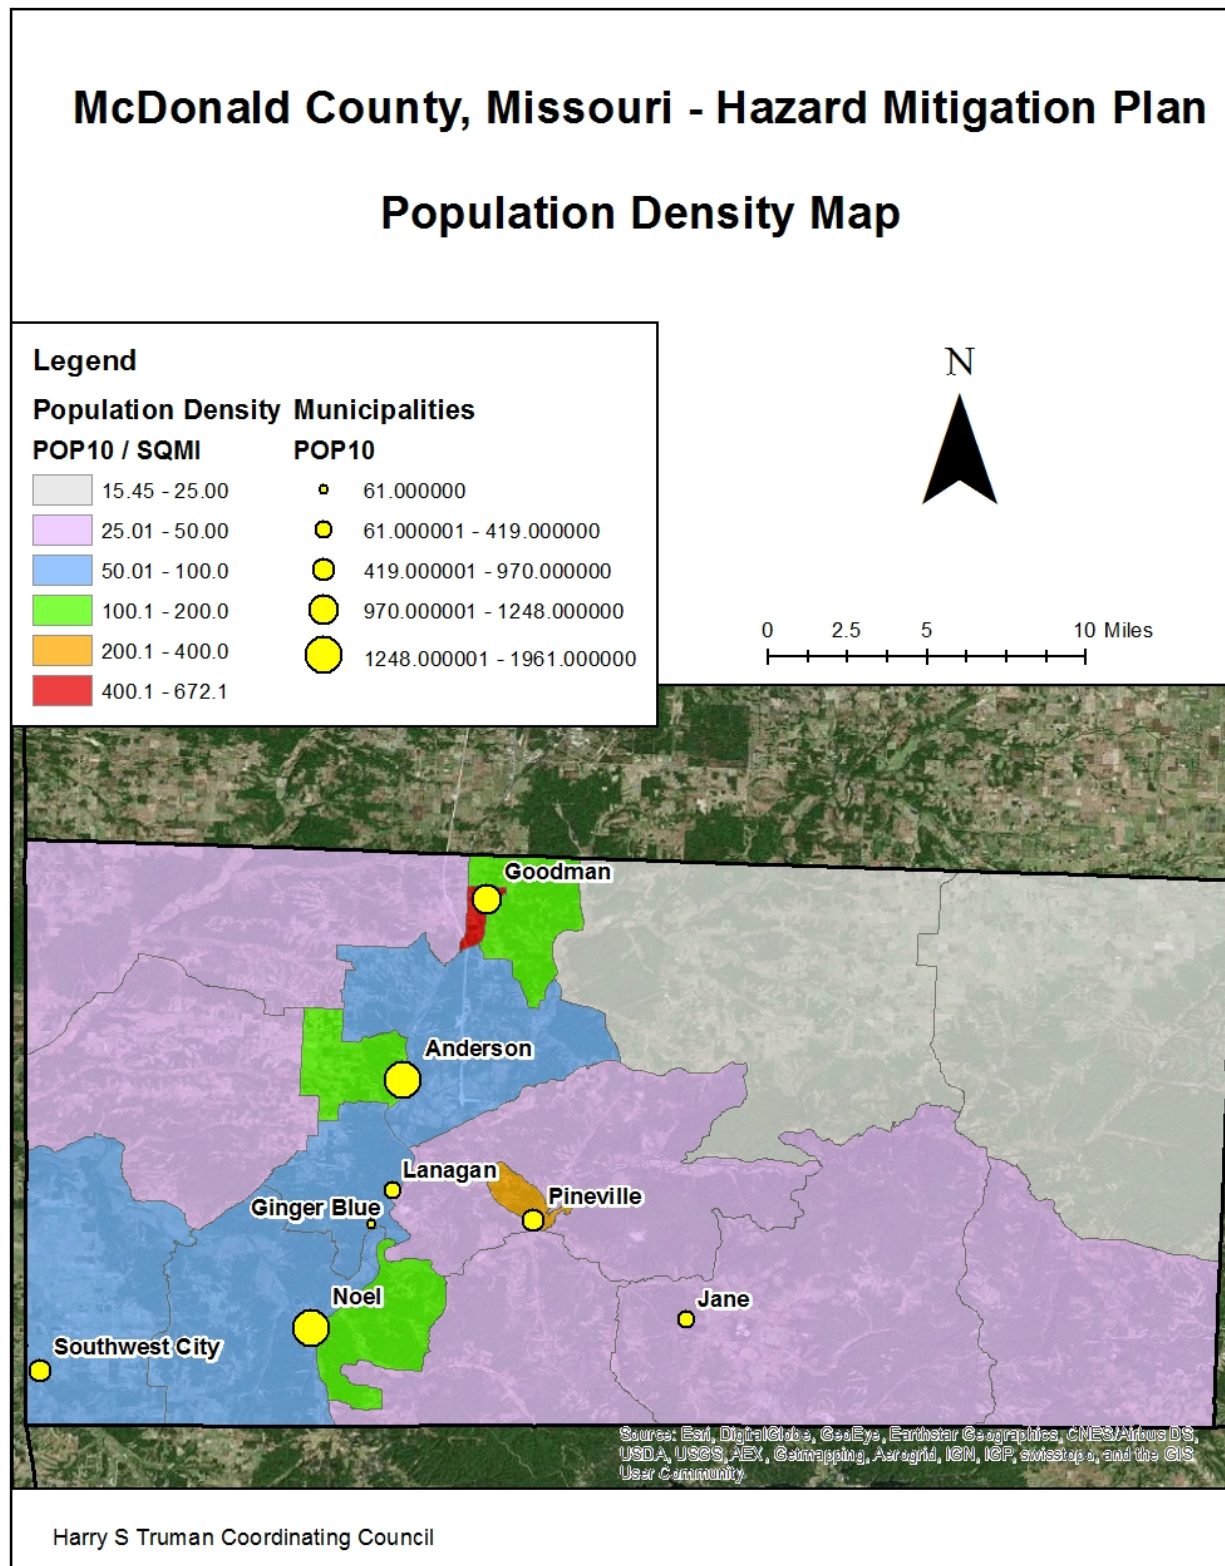 McDonald County, Missouri - Hazard Mitigation Plan
Population Density Map
Legend
Population Density
POP10 / SQMI
15.45 - 25.00
25.01 - 50.00
50.01 - 100.0
100.1 - 200.0
200.1 - 400.0
400.1 - 672.1
Municipalities
POP10
61.000000
61.000001 - 419.000000
419.000001 - 970.000000
970.000001 - 1248.000000
1248.000001 - 1961.000000
N
0 2.5 5 10 Miles
Goodman
Anderson
Lanagan
Pineville
Ginger Blue
Noel
Jane
Southwest City
Source: Esri, DigitalGlobe, GeoEye, Earthstar Geographics, CNES/Airbus DS,
USDA, USGS, AEX, Getmapping, Aerogrid, IGN, IGP, swisstopo, and the GIS
User Community
Harry S Truman Coordinating Council